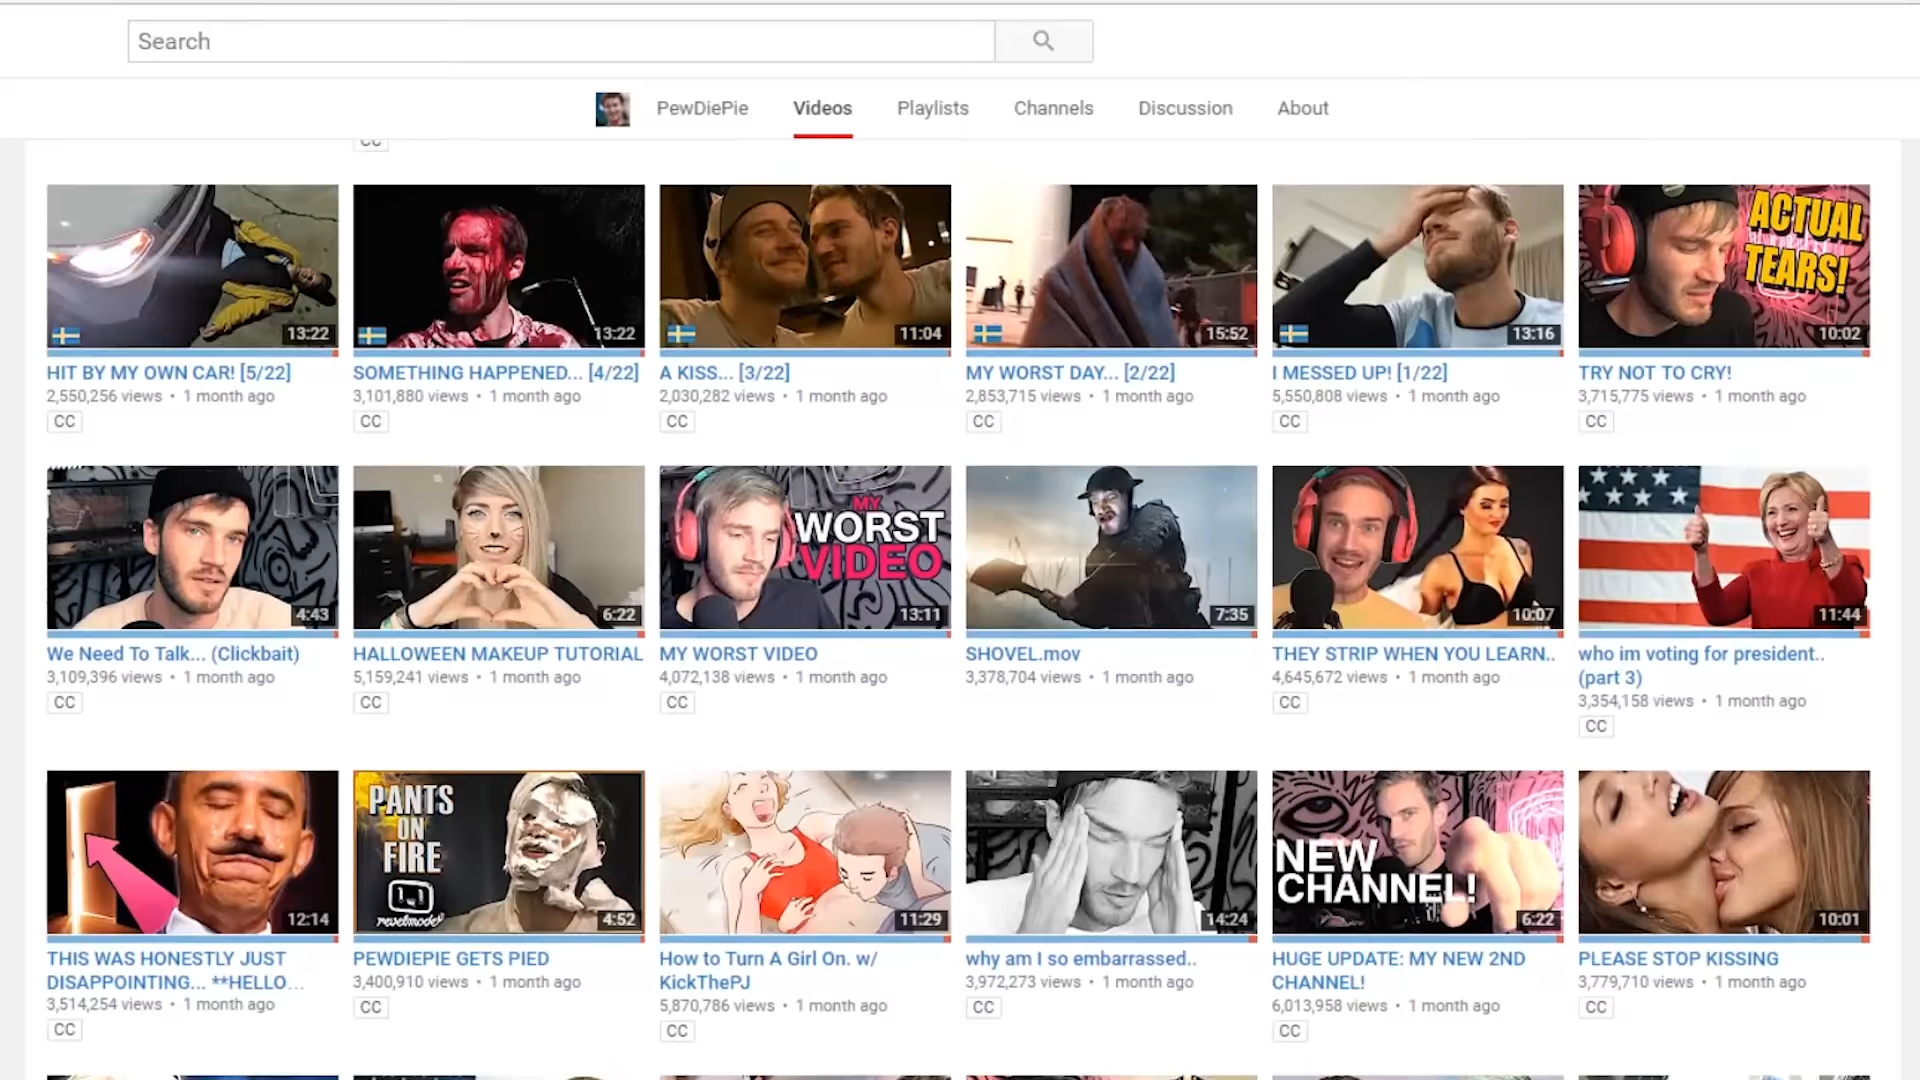 Search
PewDiePie Videos Playlists Channels Discussion About
CC
13:22
13:22
11:04
15:52
13:16
ACTUAL
TEARS!
10:02
HIT BY MY OWN CAR! [5/22]
2,550,256 views • 1 month ago
CC
SOMETHING HAPPENED... [4/22]
3,101,880 views • 1 month ago
CC
A KISS... [3/22]
2,030,282 views • 1 month ago
CC
MY WORST DAY... [2/22]
2,853,715 views • 1 month ago
CC
I MESSED UP! [1/22]
5,550,808 views • 1 month ago
CC
TRY NOT TO CRY!
3,715,775 views • 1 month ago
CC
4:43
6:22
MY
WORST
VIDEO
13:11
7:35
10:07
11:44
We Need To Talk... (Clickbait)
3,109,396 views • 1 month ago
CC
HALLOWEEN MAKEUP TUTORIAL
5,159,241 views • 1 month ago
CC
MY WORST VIDEO
4,072,138 views • 1 month ago
CC
SHOVEL.mov
3,378,704 views • 1 month ago
THEY STRIP WHEN YOU LEARN..
4,645,672 views • 1 month ago
CC
who im voting for president..
(part 3)
3,354,158 views • 1 month ago
CC
12:14
PANTS
ON
FIRE
revelmode
4:52
11:29
14:24
NEW
CHANNEL!
6:22
10:01
THIS WAS HONESTLY JUST
DISAPPOINTING... **HELLO...
3,514,254 views • 1 month ago
CC
PEWDIEPIE GETS PIED
3,400,910 views • 1 month ago
CC
How to Turn A Girl On. w/
KickThePJ
5,870,786 views • 1 month ago
CC
why am I so embarrassed..
3,972,273 views • 1 month ago
CC
HUGE UPDATE: MY NEW 2ND
CHANNEL!
6,013,958 views • 1 month ago
CC
PLEASE STOP KISSING
3,779,710 views • 1 month ago
CC